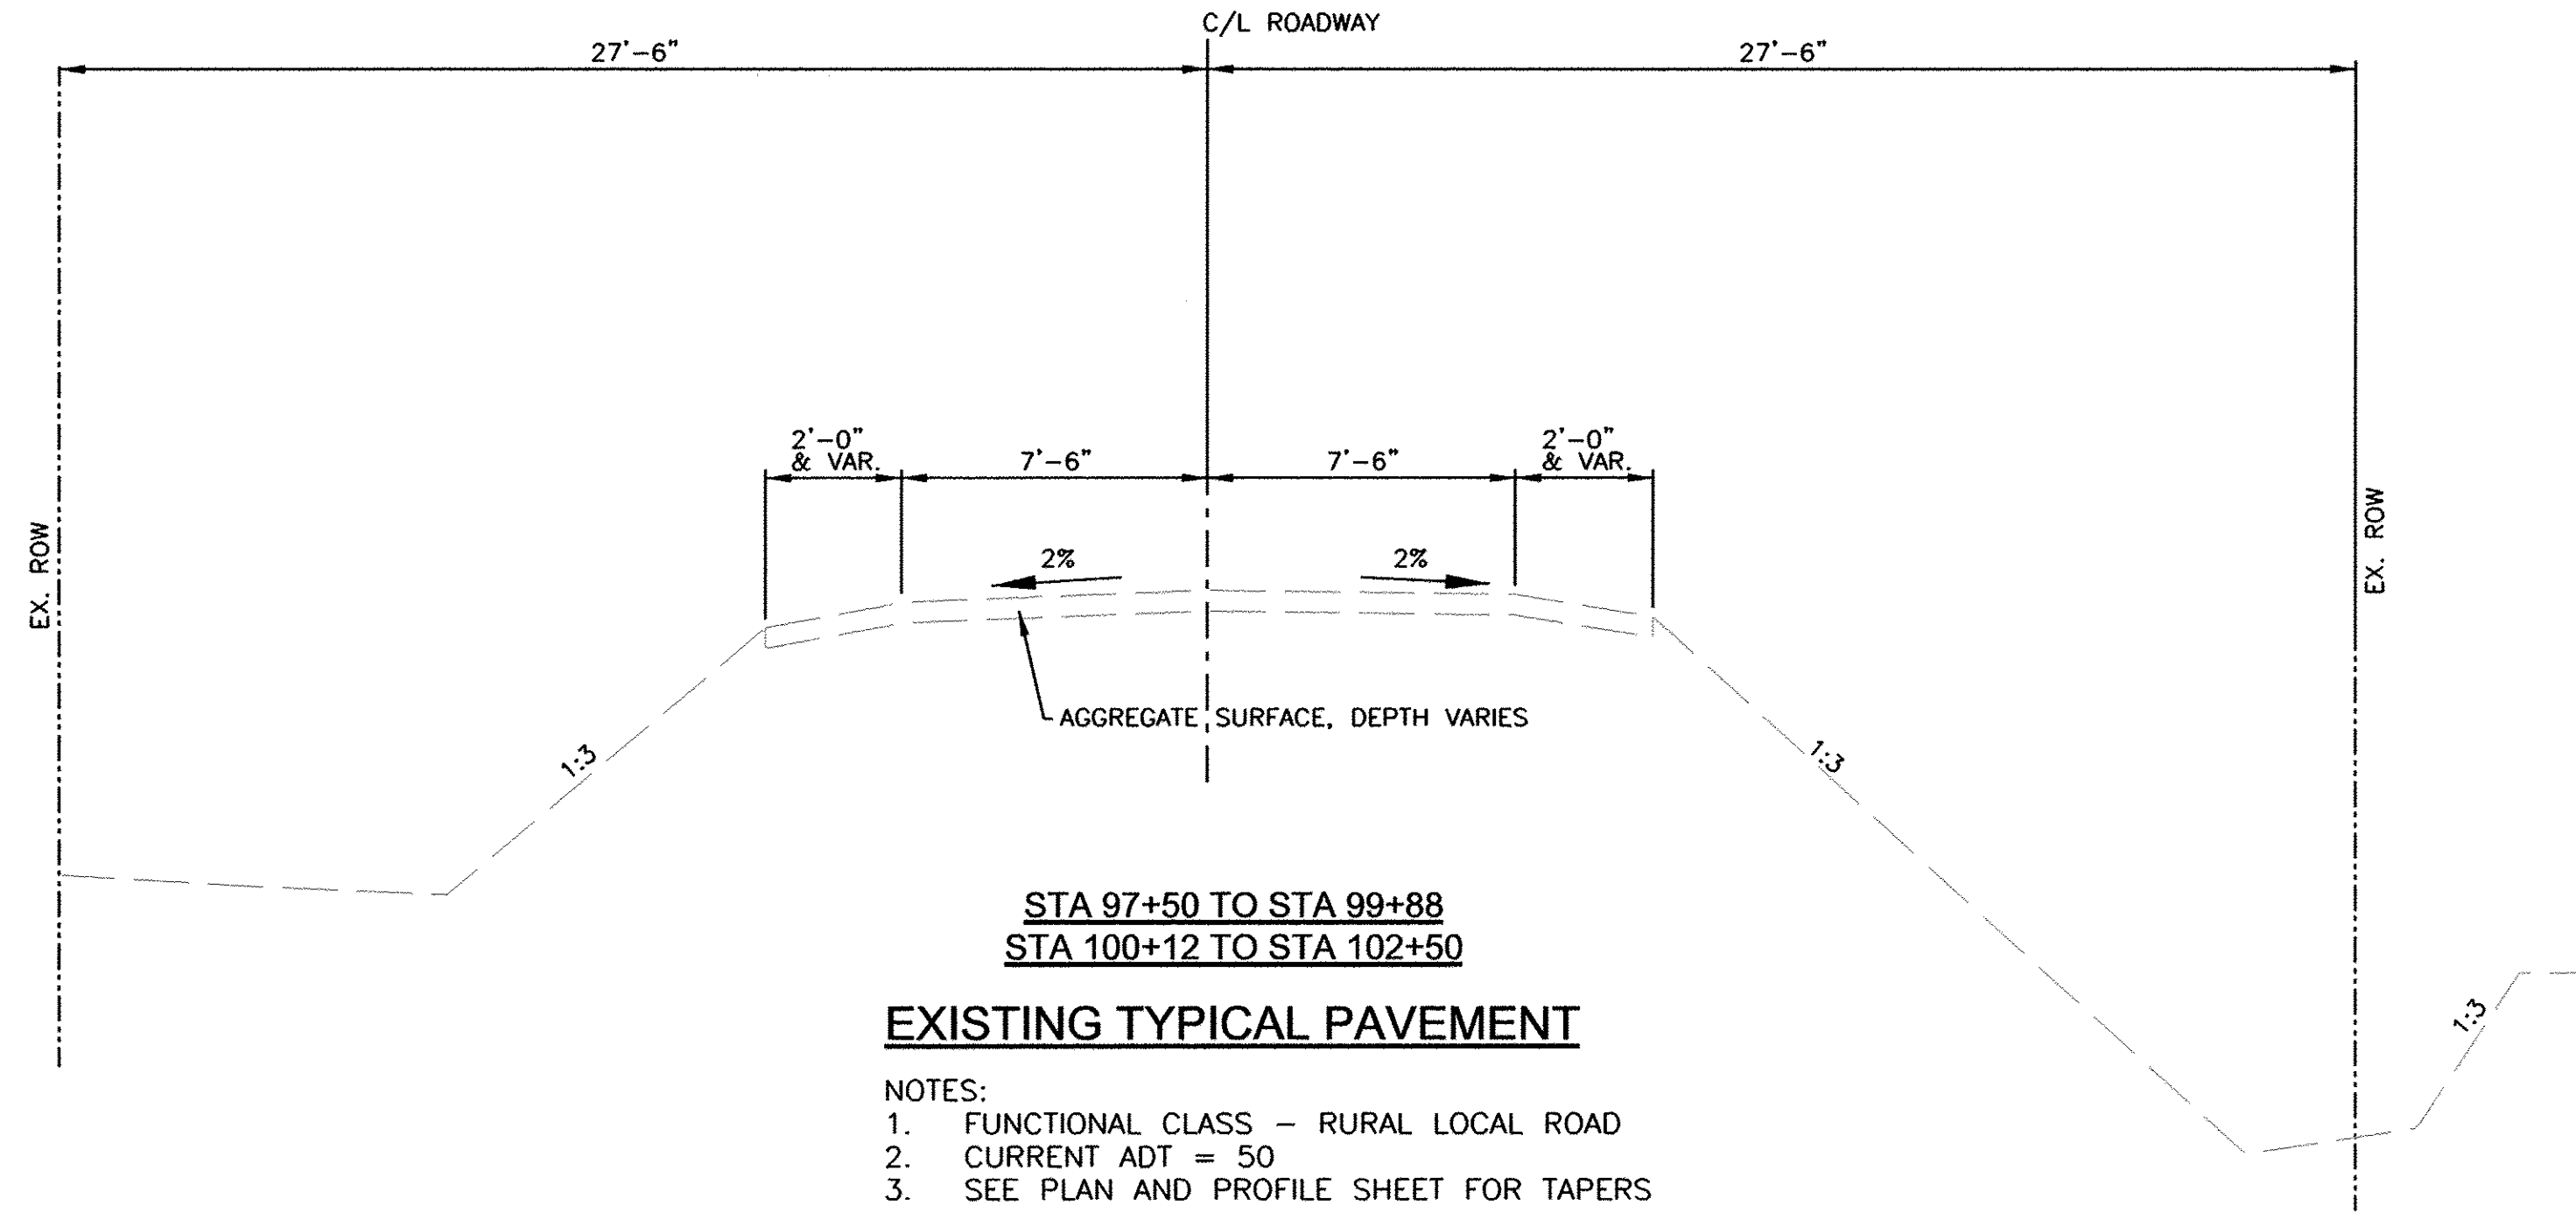 C/L ROADWAY
27'-6"
27'-6"
2'-0"
& VAR.
7'-6"
7'-6"
2'-0"
& VAR.
EX. ROW
EX. ROW
2%
2%
AGGREGATE SURFACE, DEPTH VARIES
1:3
1:3
1:3
STA 97+50 TO STA 99+88
STA 100+12 TO STA 102+50
EXISTING TYPICAL PAVEMENT
NOTES:
1. FUNCTIONAL CLASS – RURAL LOCAL ROAD
2. CURRENT ADT = 50
3. SEE PLAN AND PROFILE SHEET FOR TAPERS